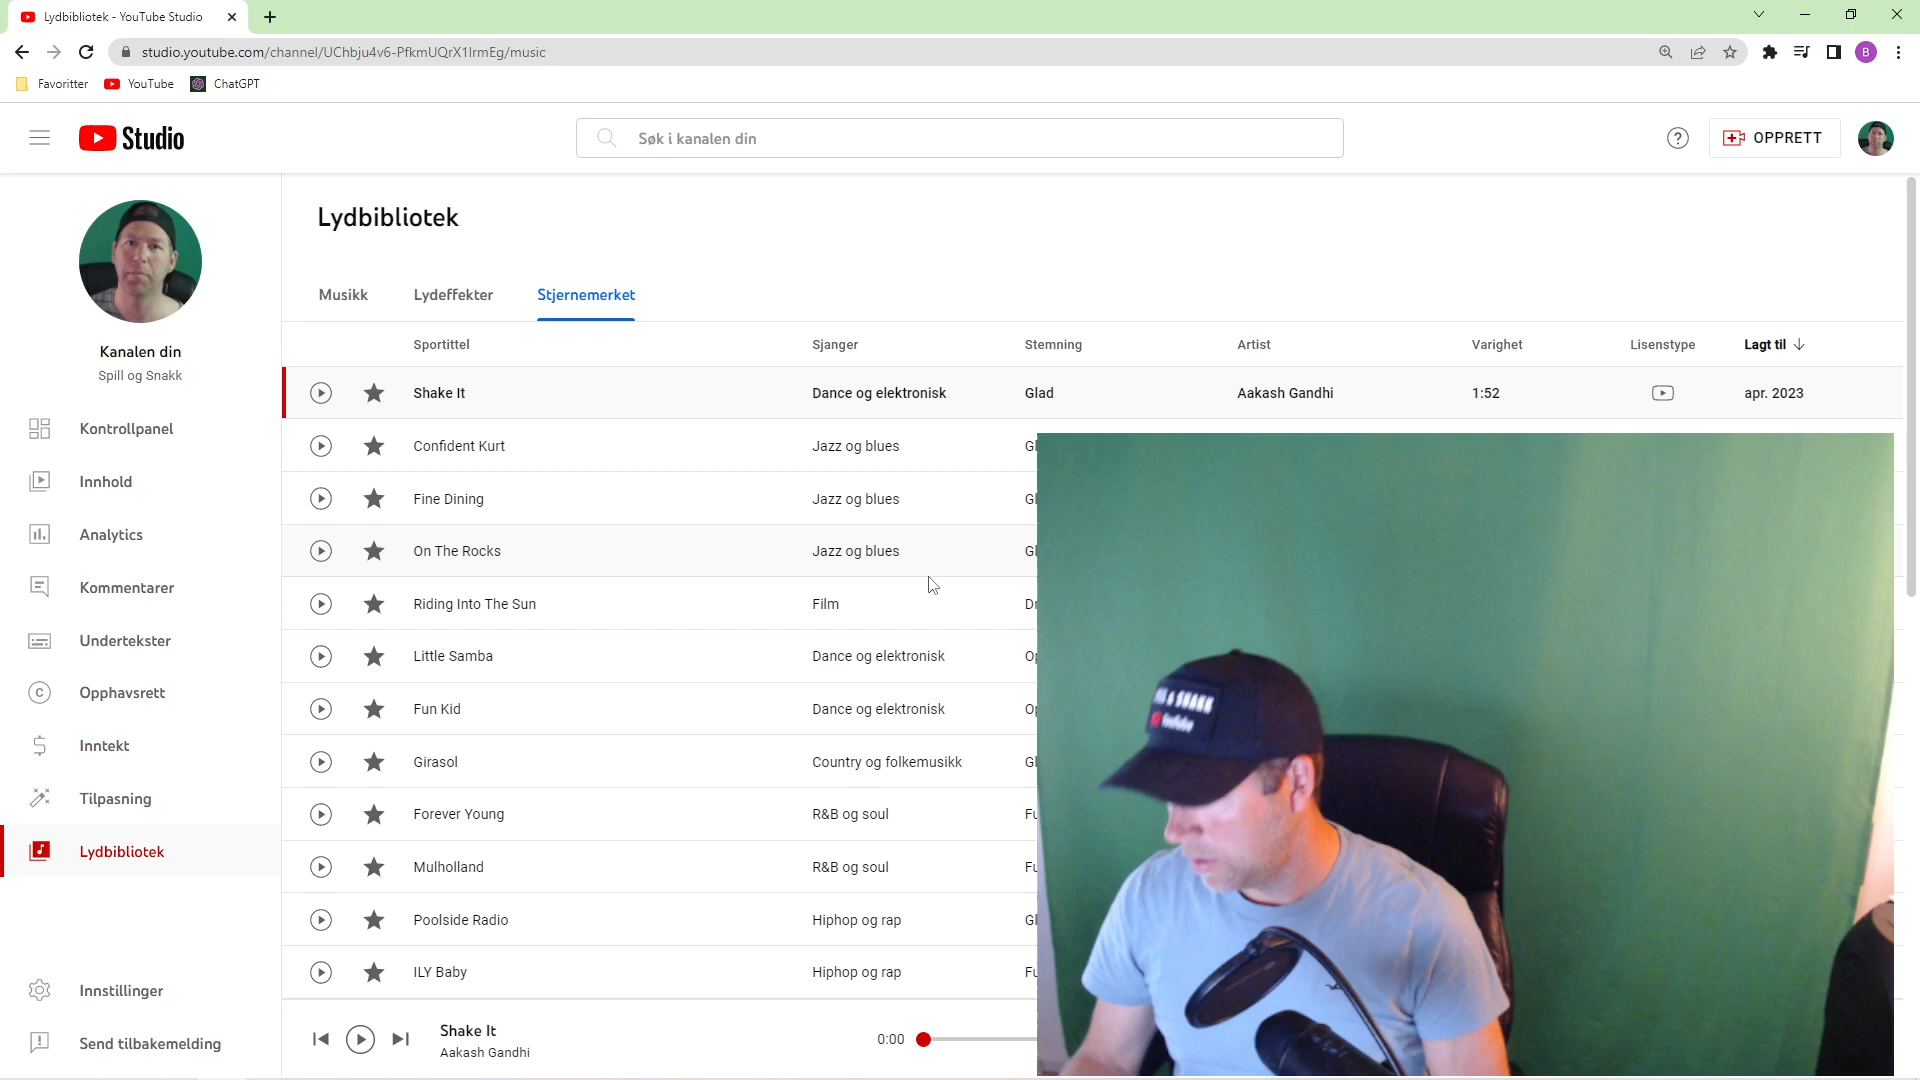 Lydbibliotek - YouTube Studio
studio.youtube.com/channel/UChbju4v6-PfkmUQrX1IrmEg/music
B
Favoritter YouTube ChatGPT
Studio
Søk i kanalen din
OPPRETT
Kanalen din
Spill og Snakk
Kontrollpanel
Innhold
Analytics
Kommentarer
Undertekster
Opphavsrett
Inntekt
Tilpasning
Lydbibliotek
Innstillinger
Send tilbakemelding
Lydbibliotek
Musikk Lydeffekter Stjernemerket
Sportittel Sjanger Stemning Artist Varighet Lisenstype Lagt til
Shake It Dance og elektronisk Glad Aakash Gandhi 1:52 apr. 2023
Confident Kurt Jazz og blues
Fine Dining Jazz og blues
On The Rocks Jazz og blues
Riding Into The Sun Film
Little Samba Dance og elektronisk
Fun Kid Dance og elektronisk
Girasol Country og folkemusikk
Forever Young R&B og soul
Mulholland R&B og soul
Poolside Radio Hiphop og rap
ILY Baby Hiphop og rap
Shake It
Aakash Gandhi
0:00